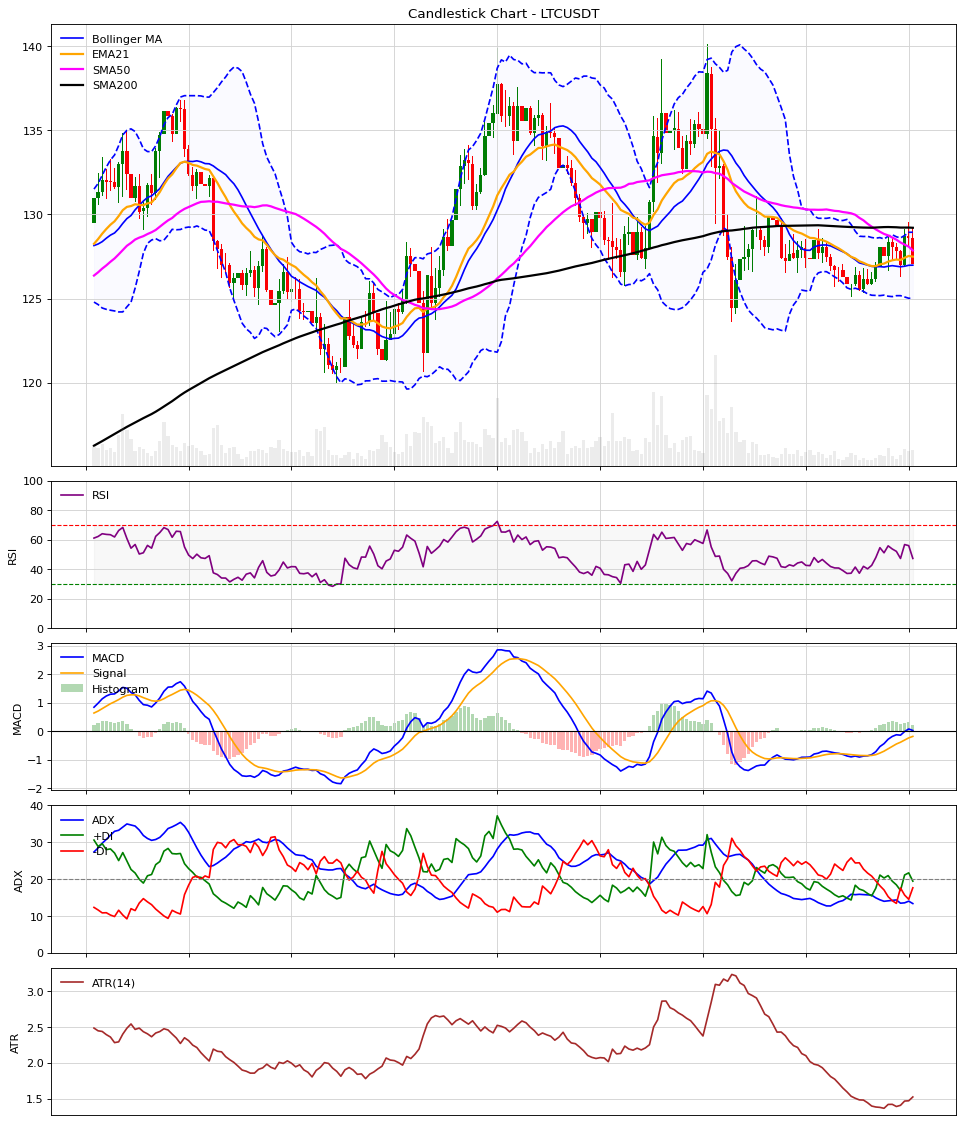 Candlestick Chart - LTCUSDT
Bollinger MA
EMA21
SMA50
SMA200
140
135
130
125
120
RSI
RSI
100
80
60
40
20
0
MACD
Signal
Histogram
MACD
3
2
1
0
−1
−2
ADX
+DI
-DI
ADX
40
30
20
10
0
ATR(14)
ATR
3.0
2.5
2.0
1.5